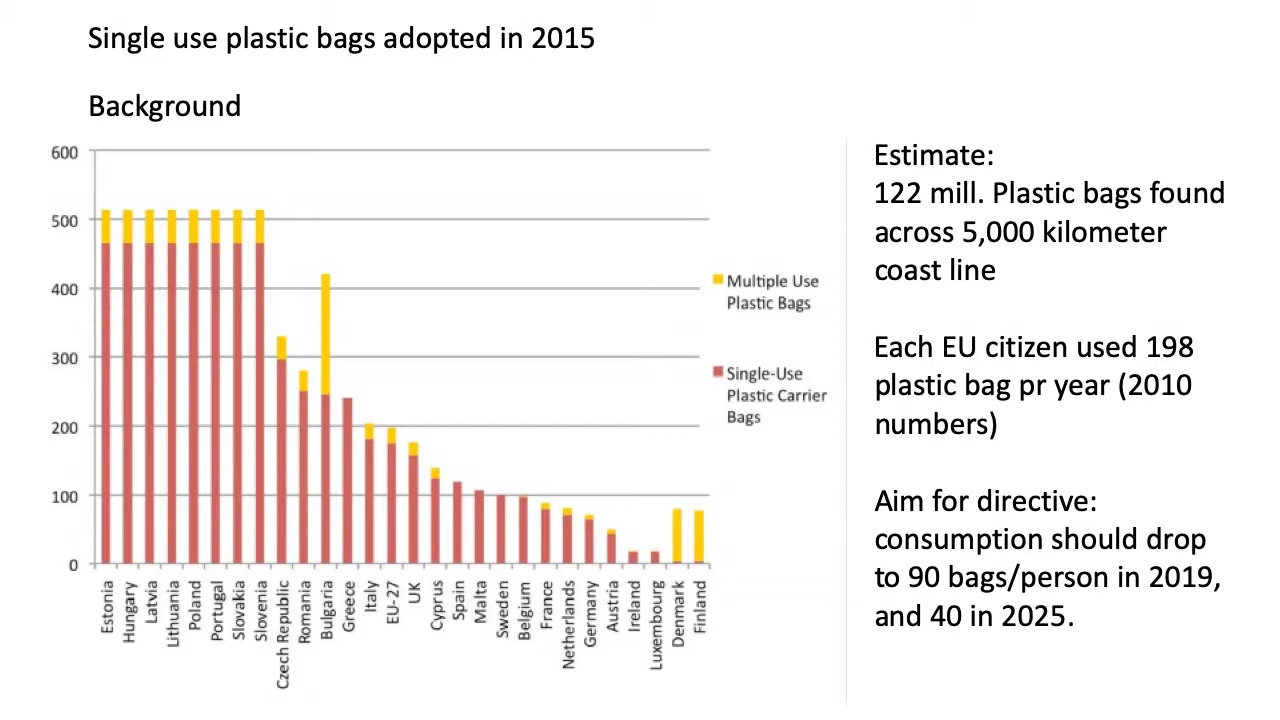 Single use plastic bags adopted in 2015
Background
600
500
400
300
200
100
0
Estonia
Hungary
Latvia
Lithuania
Poland
Portugal
Slovakia
Slovenia
Czech Republic
Romania
Bulgaria
Greece
Italy
EU-27
UK
Cyprus
Spain
Malta
Sweden
Belgium
France
Netherlands
Germany
Austria
Ireland
Luxembourg
Denmark
Finland
Multiple Use
Plastic Bags
Single-Use
Plastic Carrier
Bags
Estimate:
122 mill. Plastic bags found
across 5,000 kilometer
coast line
Each EU citizen used 198
plastic bag pr year (2010
numbers)
Aim for directive:
consumption should drop
to 90 bags/person in 2019,
and 40 in 2025.